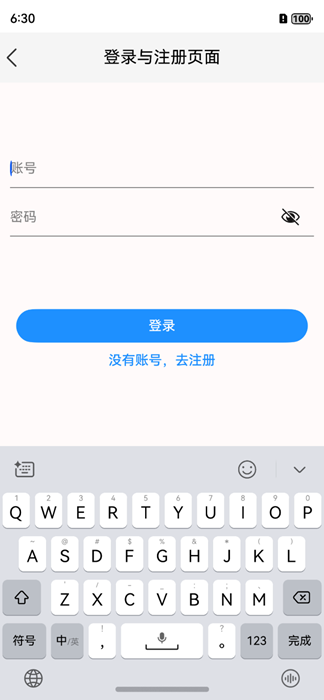 6:30
100
登录与注册页面
账号
密码
登录
没有账号，去注册
1 2 3 4 5 6 7 8 9 0
Q W E R T Y U I O P
~ @ # $ % & * ( )
A S D F G H J K L
Z X C V B N M
符号 中/英 ！ ， ？ 。 123 完成